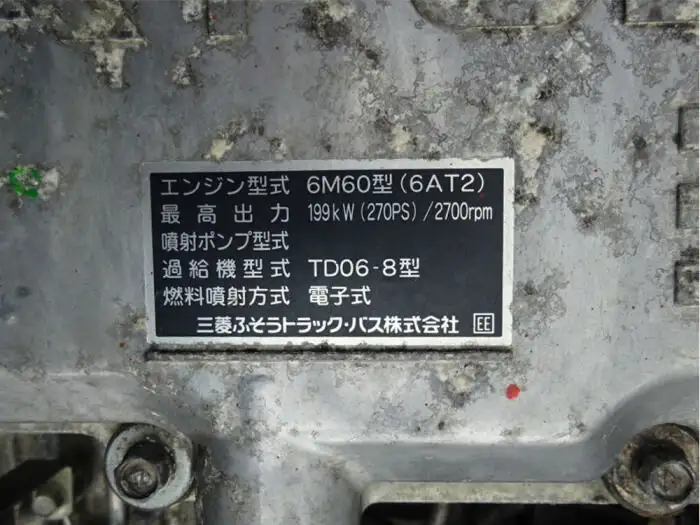 エンジン型式 6M60型(6AT2)
最高出力 199kW(270PS)/2700rpm
噴射ポンプ型式
過給機型式 TD06-8型
燃料噴射方式 電子式
三菱ふそうトラック・バス株式会社 EE